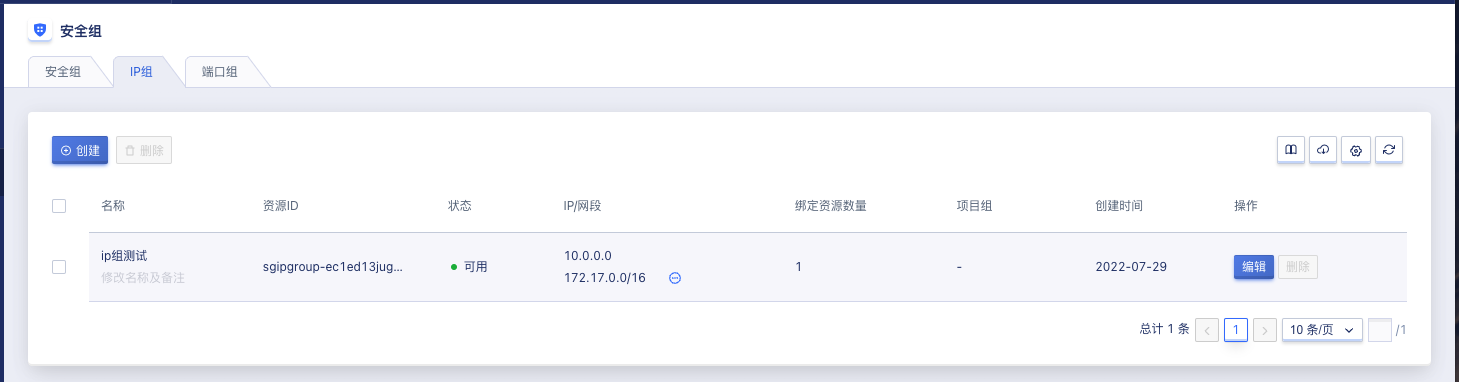 安全组
安全组 IP组 端口组
创建 删除
名称 资源ID 状态 IP/网段 绑定资源数量 项目组 创建时间 操作
ip组测试
修改名称及备注
sgipgroup-ec1ed13jug...
可用
10.0.0.0
172.17.0.0/16
1
-
2022-07-29
编辑 删除
总计 1 条 1 10 条/页 /1